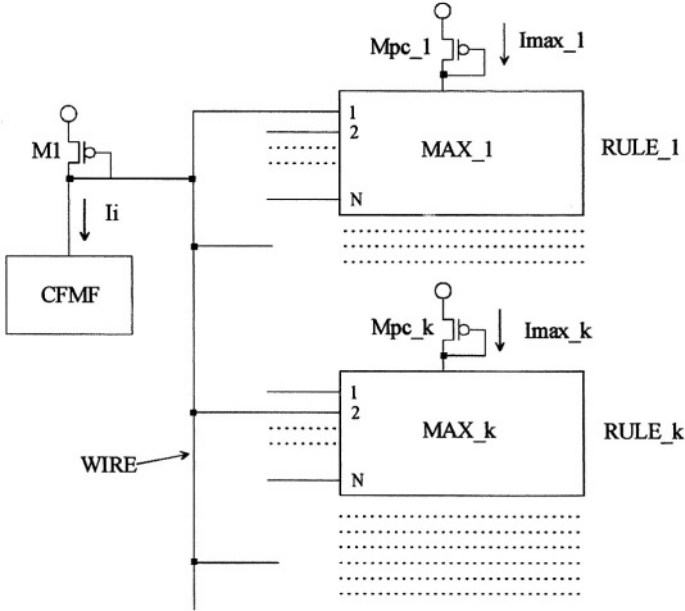 Mpc_1
Imax_1
1
2
MAX_1
RULE_1
N
M1
Ii
CFMF
Mpc_k
Imax_k
1
2
MAX_k
RULE_k
WIRE
N